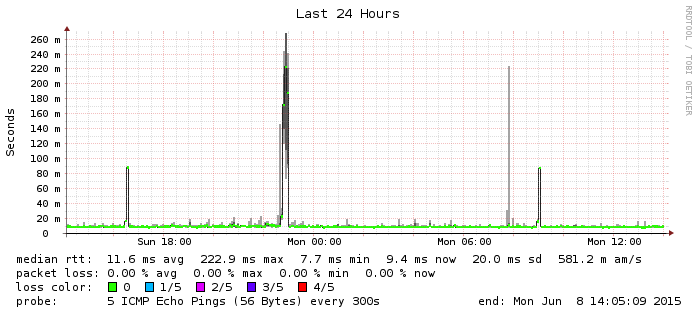 Last 24 Hours
RRDTOOL / TOBI OETIKER
Seconds
260 m
240 m
220 m
200 m
180 m
160 m
140 m
120 m
100 m
80 m
60 m
40 m
20 m
0
Sun 18:00 Mon 00:00 Mon 06:00 Mon 12:00
median rtt: 11.6 ms avg 222.9 ms max 7.7 ms min 9.4 ms now 20.0 ms sd 581.2 m am/s
packet loss: 0.00 % avg 0.00 % max 0.00 % min 0.00 % now
loss color: 0 1/5 2/5 3/5 4/5
probe: 5 ICMP Echo Pings (56 Bytes) every 300s end: Mon Jun 8 14:05:09 2015